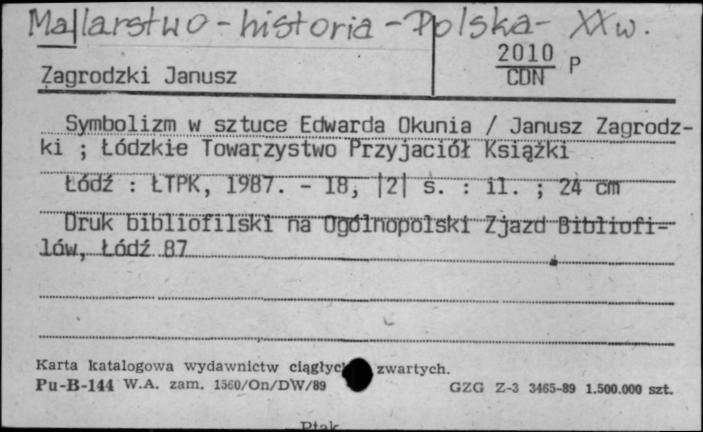 Malarstwo - historia - Polska - XX w.
2010 P
CDN
Zagrodzki Janusz
Symbolizm w sztuce Edwarda Okunia / Janusz Zagrodz-
ki ; Łódzkie Towarzystwo Przyjaciół Książki
Łódź : ŁTPK, 1987. - 18, |2| s. : il. ; 24 cm
Druk bibliofilski na Ogólnopolski Zjazd Bibliofi-
lów, Łódź 87
Karta katalogowa wydawnictw zwartych.
Pu-B-144 W.A. zam. 1560/On/DW/89 GZG Z-3 3465-89 1.500.000 szt.